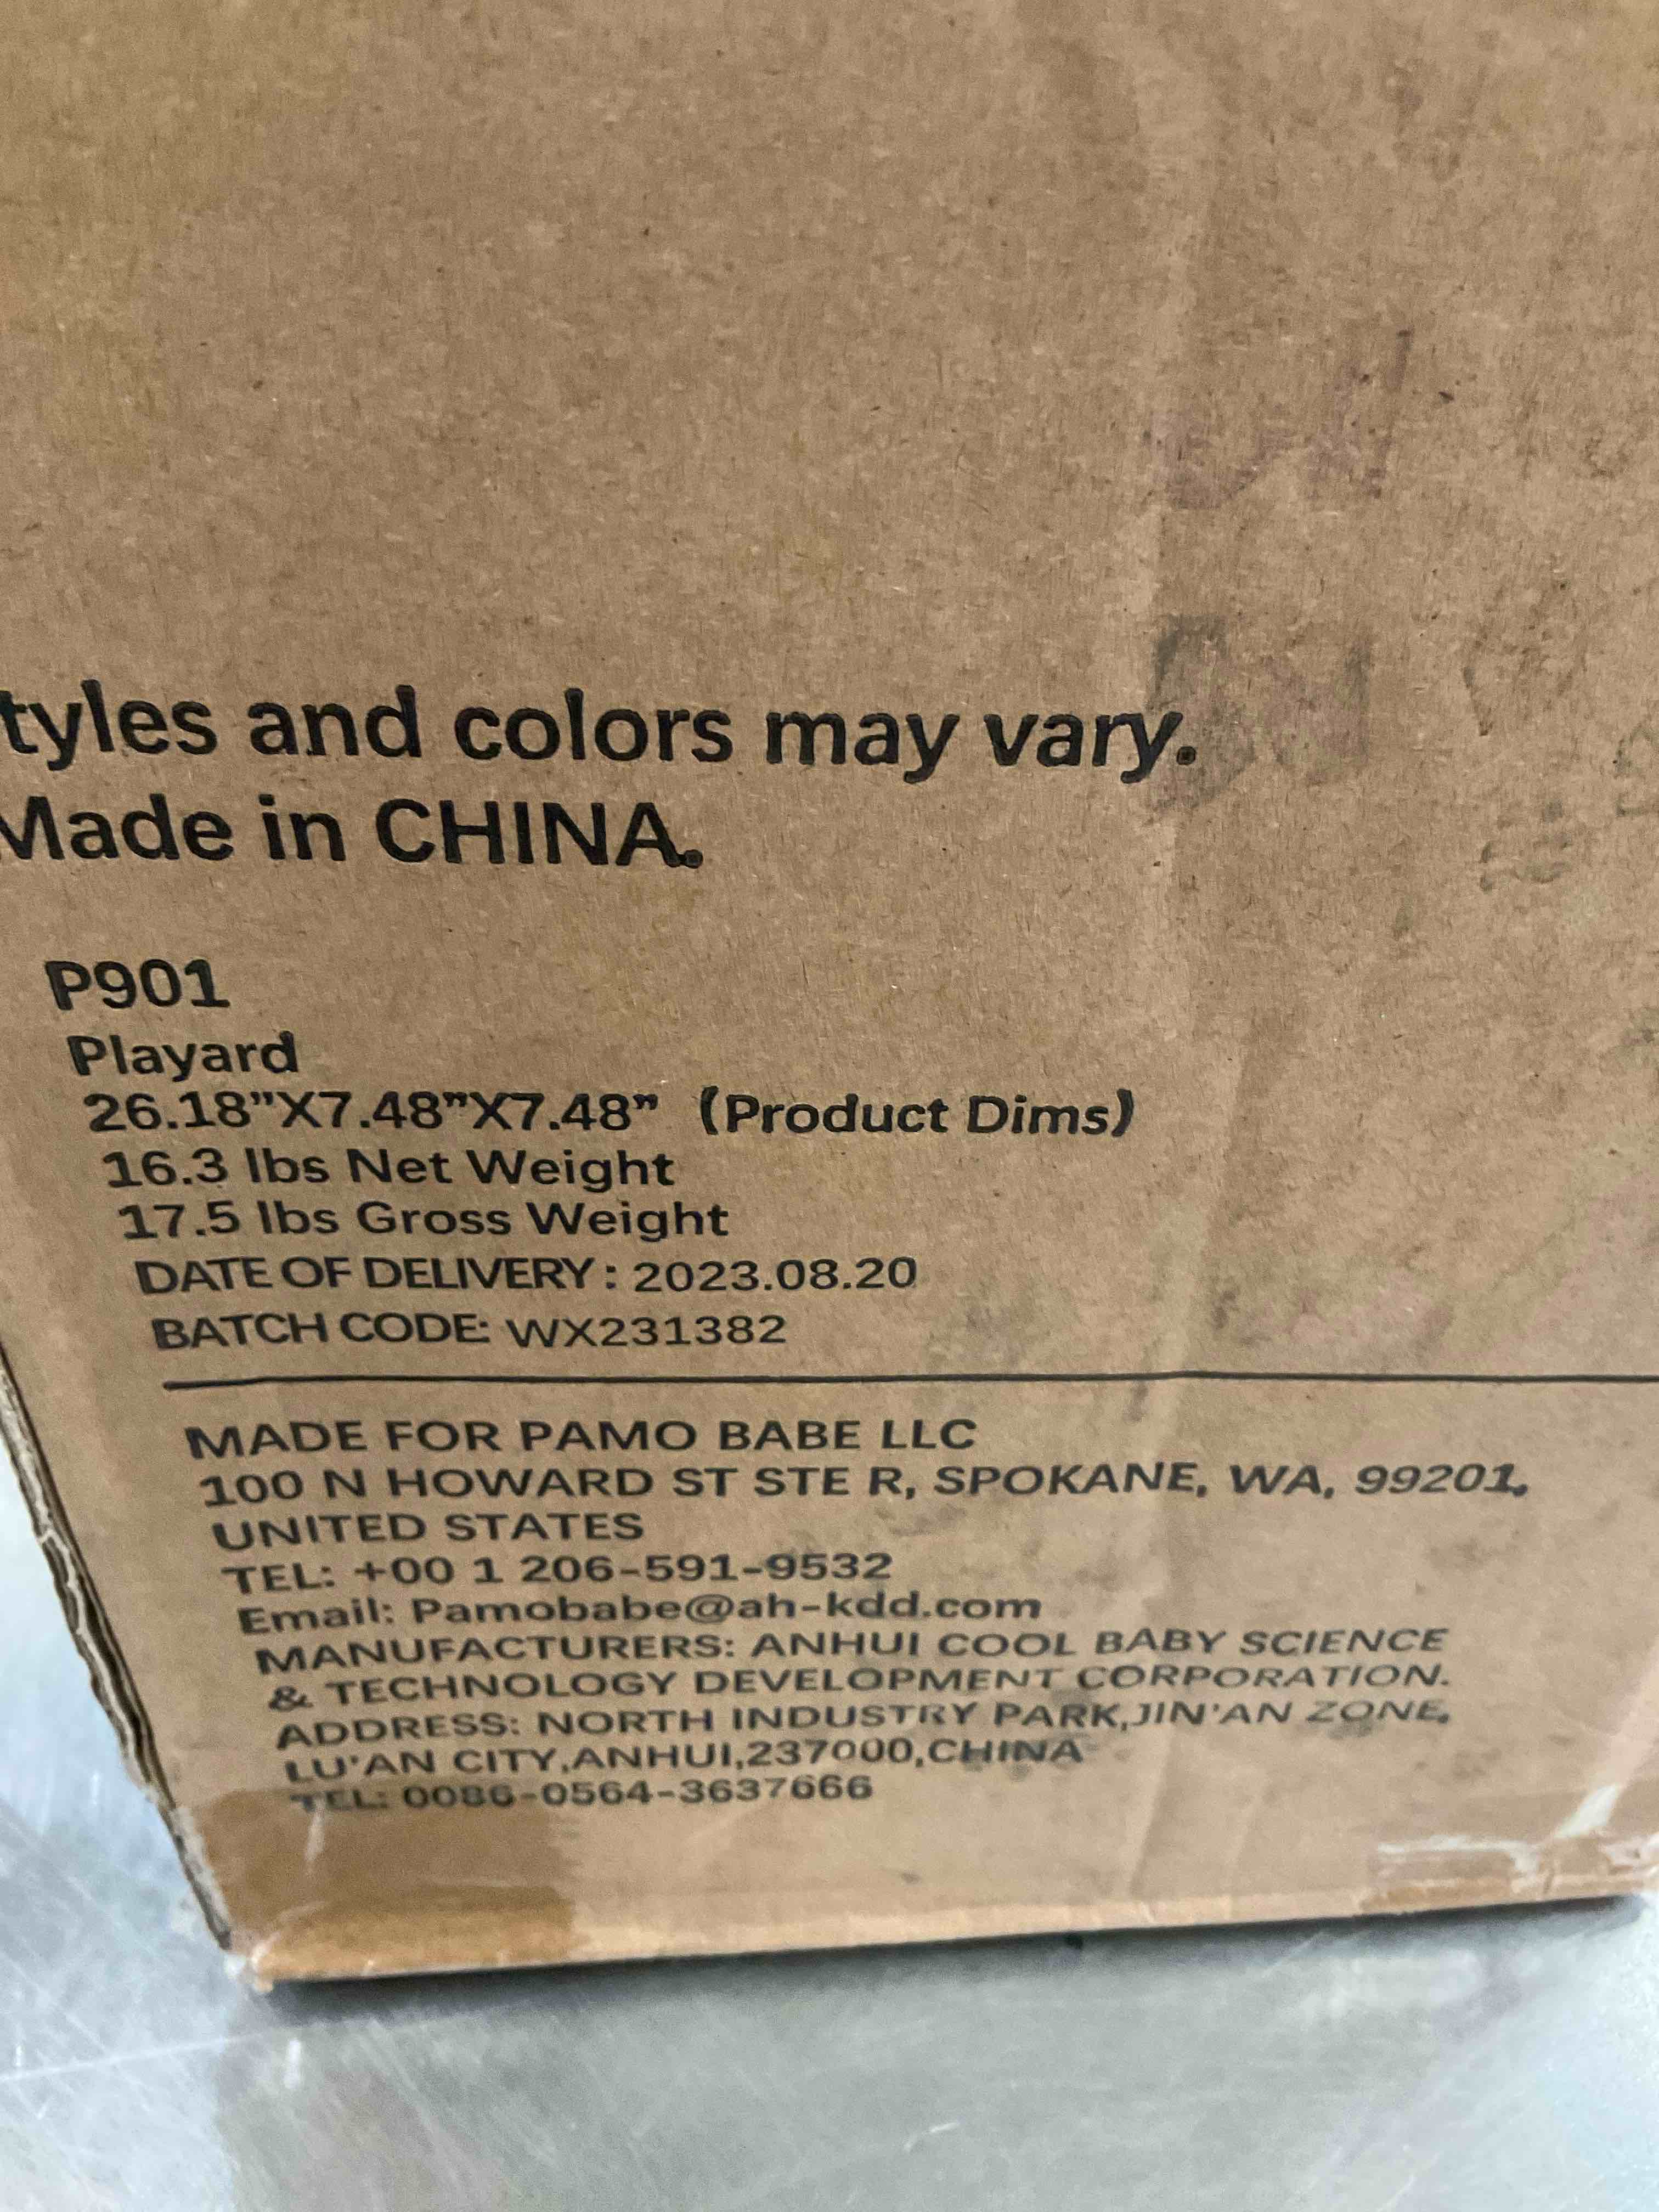 tyles and colors may vary.
Made in CHINA.
P901
Playard
26.18”X7.48”X7.48” (Product Dims)
16.3 lbs Net Weight
17.5 lbs Gross Weight
DATE OF DELIVERY: 2023.08.20
BATCH CODE: WX231382
MADE FOR PAMO BABE LLC
100 N HOWARD ST STE R, SPOKANE, WA, 99201,
UNITED STATES
TEL: +00 1 206-591-9532
Email: Pamobabe@ah-kdd.com
MANUFACTURERS: ANHUI COOL BABY SCIENCE
& TECHNOLOGY DEVELOPMENT CORPORATION.
ADDRESS: NORTH INDUSTRY PARK,JIN'AN ZONE,
LU'AN CITY,ANHUI,237000,CHINA
TEL: 0086-0564-3637666